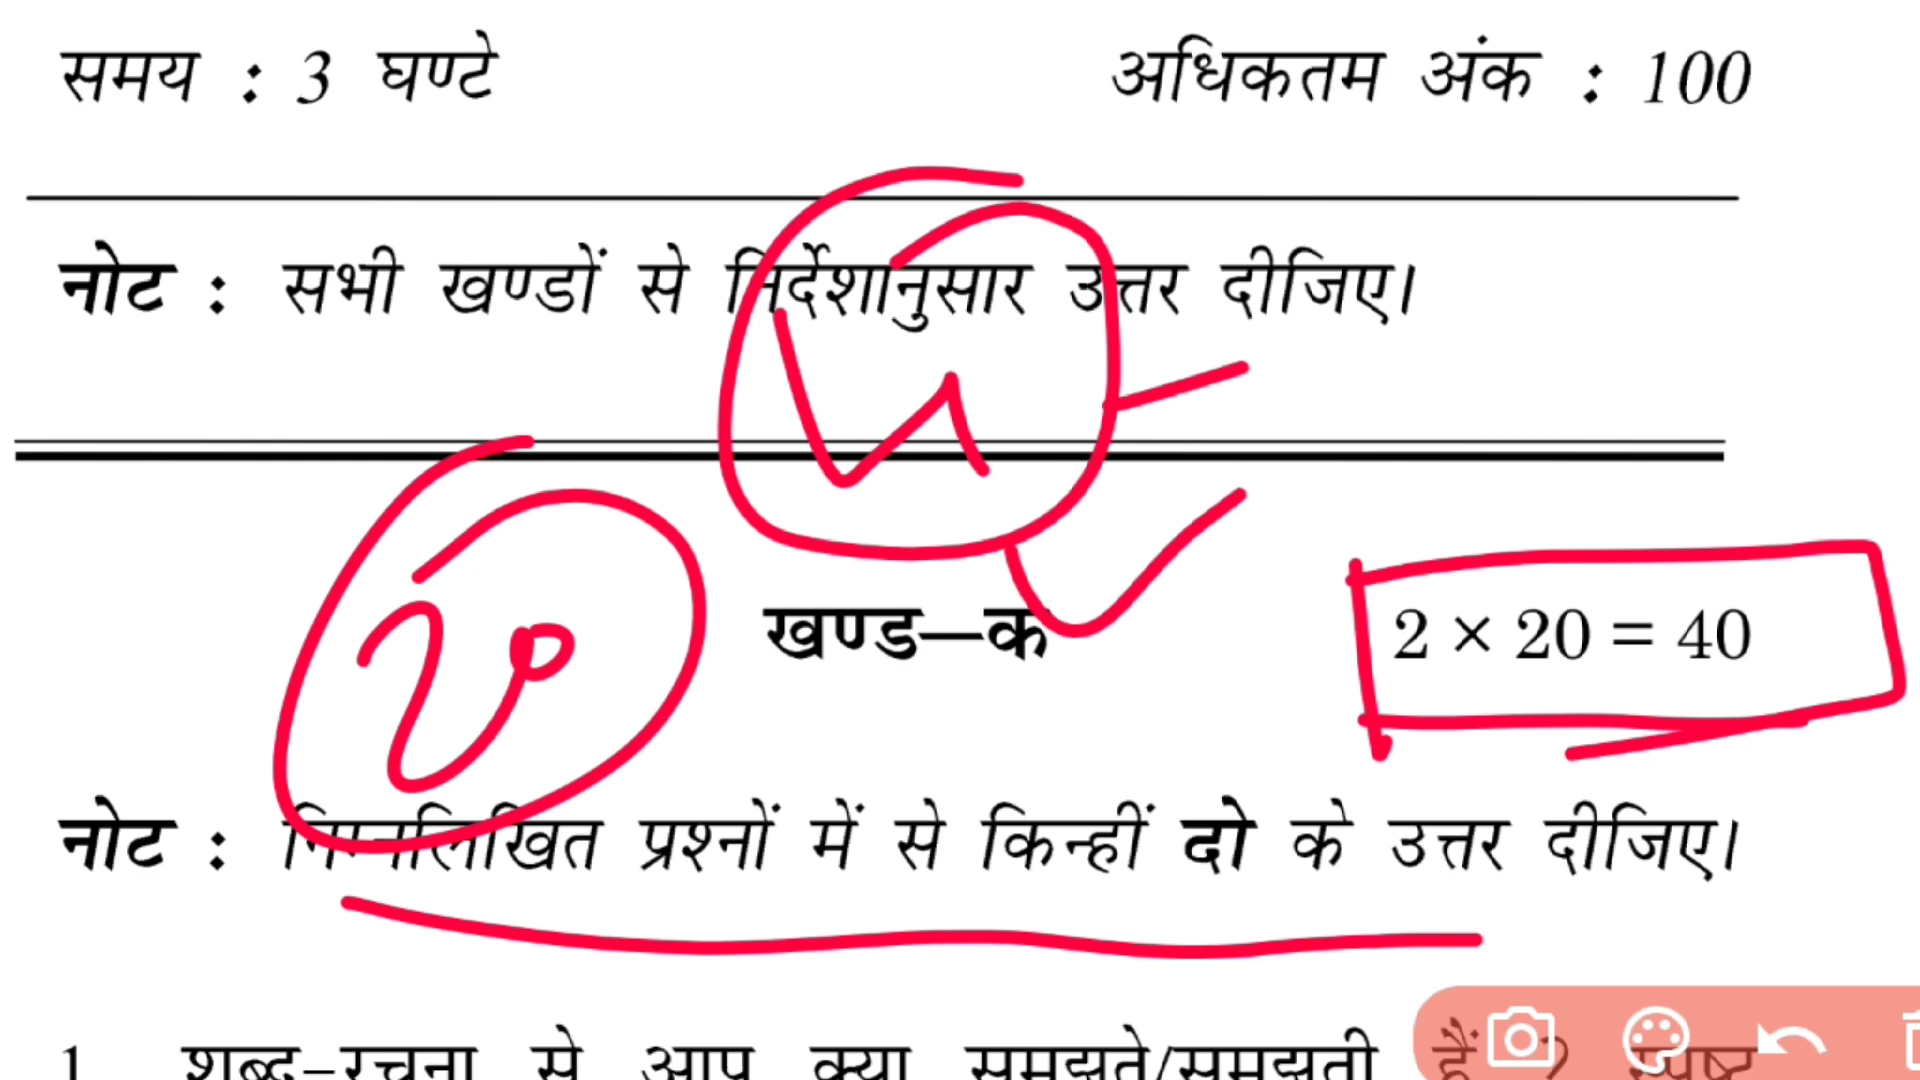 समय : 3 घण्टे अधिकतम अंक : 100
नोट : सभी खण्डों से निर्देशानुसार उत्तर दीजिए।
खण्ड—क 2 × 20 = 40
नोट : निम्नलिखित प्रश्नों में से किन्हीं दो के उत्तर दीजिए।
1. शब्द-रचना से आप क्या समझते/समझती हैं ? स्पष्ट